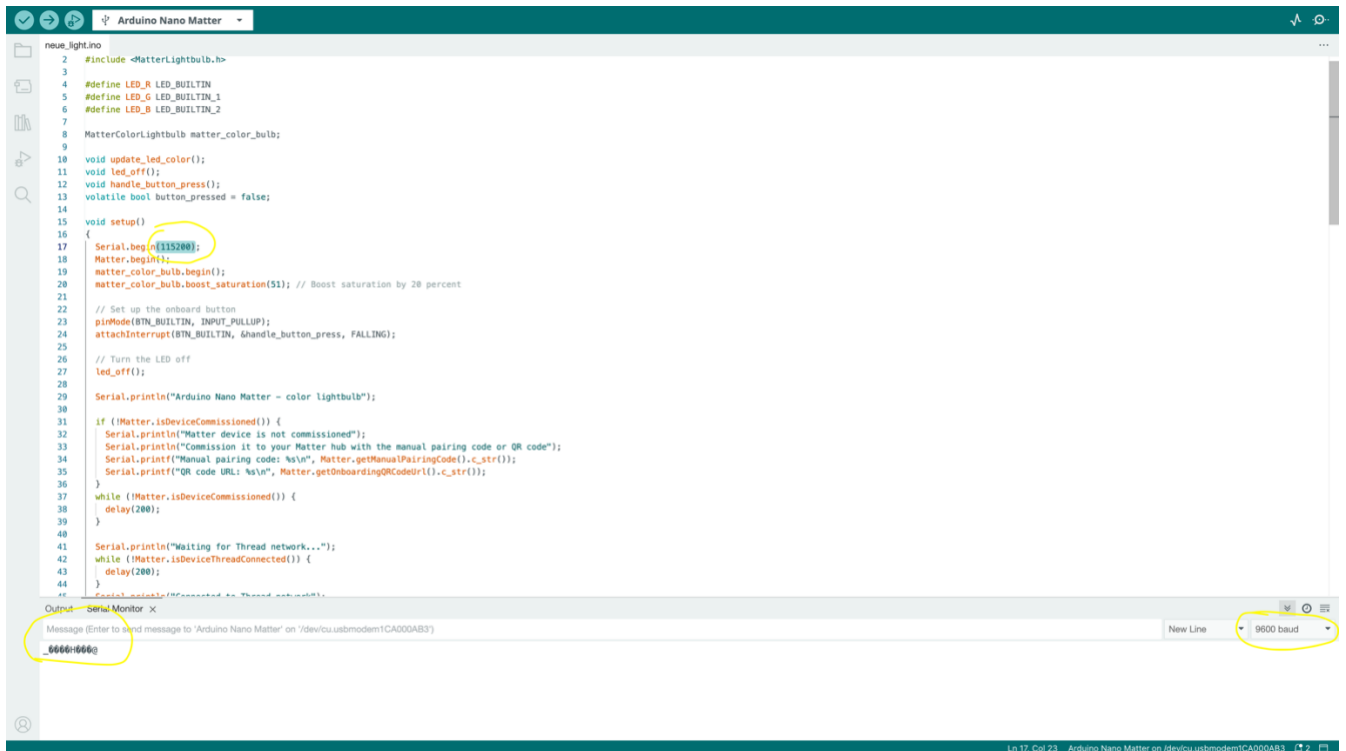 Arduino Nano Matter
neue_light.ino
2 #include <MatterLightbulb.h>
3
4 #define LED_R LED_BUILTIN
5 #define LED_G LED_BUILTIN_1
6 #define LED_B LED_BUILTIN_2
7
8 MatterColorLightbulb matter_color_bulb;
9
10 void update_led_color();
11 void led_off();
12 void handle_button_press();
13 volatile bool button_pressed = false;
14
15 void setup()
16 {
17 Serial.begin(115200);
18 Matter.begin();
19 matter_color_bulb.begin();
20 matter_color_bulb.boost_saturation(51); // Boost saturation by 20 percent
21
22 // Set up the onboard button
23 pinMode(BTN_BUILTIN, INPUT_PULLUP);
24 attachInterrupt(BTN_BUILTIN, &handle_button_press, FALLING);
25
26 // Turn the LED off
27 led_off();
28
29 Serial.println("Arduino Nano Matter - color lightbulb");
30
31 if (!Matter.isDeviceCommissioned()) {
32 Serial.println("Matter device is not commissioned");
33 Serial.println("Commission it to your Matter hub with the manual pairing code or QR code");
34 Serial.printf("Manual pairing code: %s\n", Matter.getManualPairingCode().c_str());
35 Serial.printf("QR code URL: %s\n", Matter.getOnboardingQRCodeUrl().c_str());
36 }
37 while (!Matter.isDeviceCommissioned()) {
38 delay(200);
39 }
40
41 Serial.println("Waiting for Thread network...");
42 while (!Matter.isDeviceThreadConnected()) {
43 delay(200);
44 }
45 Serial.println("Connected to Thread network");
Output Serial Monitor ×
Message (Enter to send message to 'Arduino Nano Matter' on '/dev/cu.usbmodem1CA000AB3') New Line 9600 baud
_����H���@
Ln 17, Col 23 Arduino Nano Matter on /dev/cu.usbmodem1CA000AB3 2